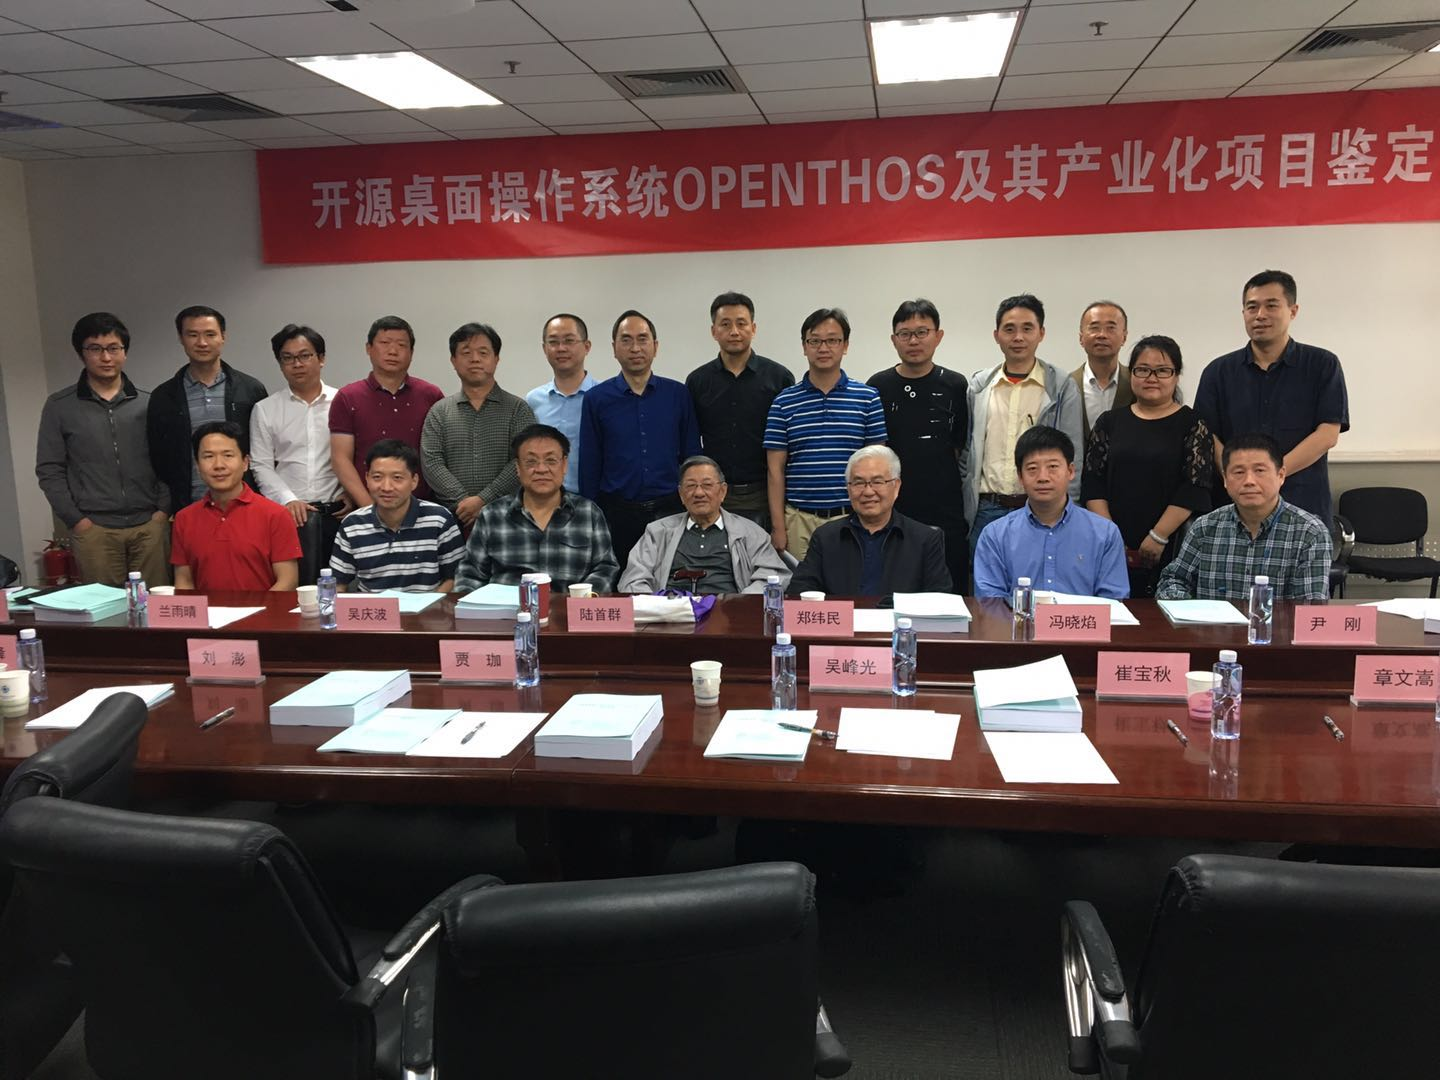 开源桌面操作系统OPENTHOS及其产业化项目鉴定
兰雨晴
吴庆波
陆首群
郑纬民
冯晓焰
尹 刚
刘 澎
贾 珈
吴峰光
崔宝秋
章文嵩